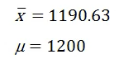 x̄ = 1190.63
μ = 1200